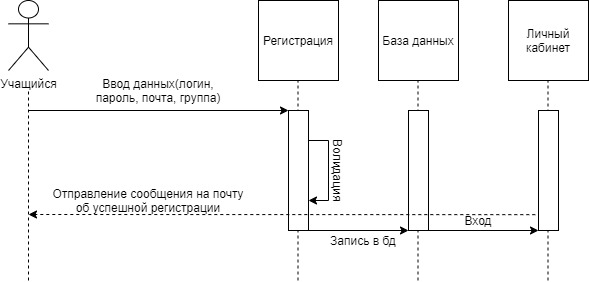 Учащийся
Регистрация
База данных
Личный
кабинет
Ввод данных(логин,
пароль, почта, группа)
Волидация
Отправление сообщения на почту
об успешной регистрации
Вход
Запись в бд